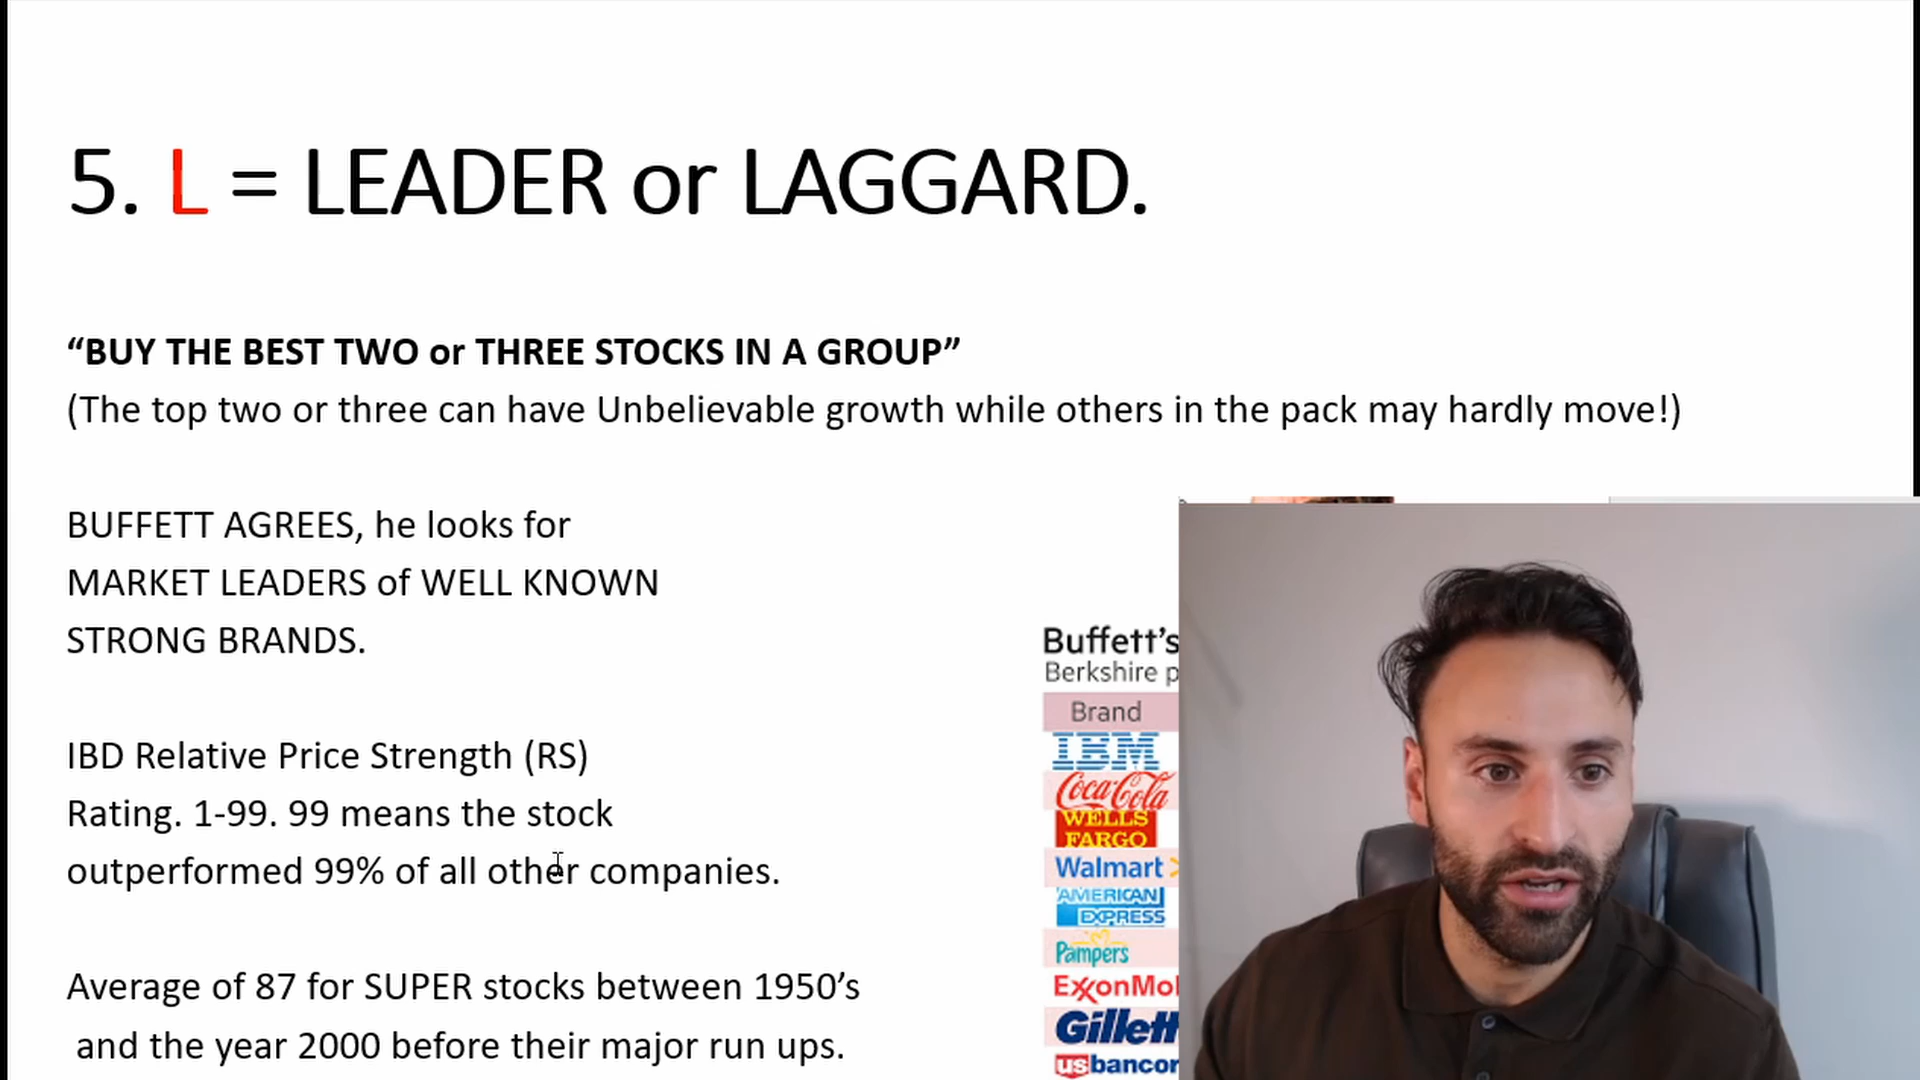 5. L = LEADER or LAGGARD.
“BUY THE BEST TWO or THREE STOCKS IN A GROUP”
(The top two or three can have Unbelievable growth while others in the pack may hardly move!)
BUFFETT AGREES, he looks for
MARKET LEADERS of WELL KNOWN
STRONG BRANDS.
IBD Relative Price Strength (RS)
Rating. 1-99. 99 means the stock
outperformed 99% of all other companies.
Average of 87 for SUPER stocks between 1950’s
and the year 2000 before their major run ups.
Buffett’s
Berkshire p
Brand
IBM
Coca-Cola
WELLS
FARGO
Walmart
AMERICAN
EXPRESS
Pampers
ExxonMo
Gillett
usbancor